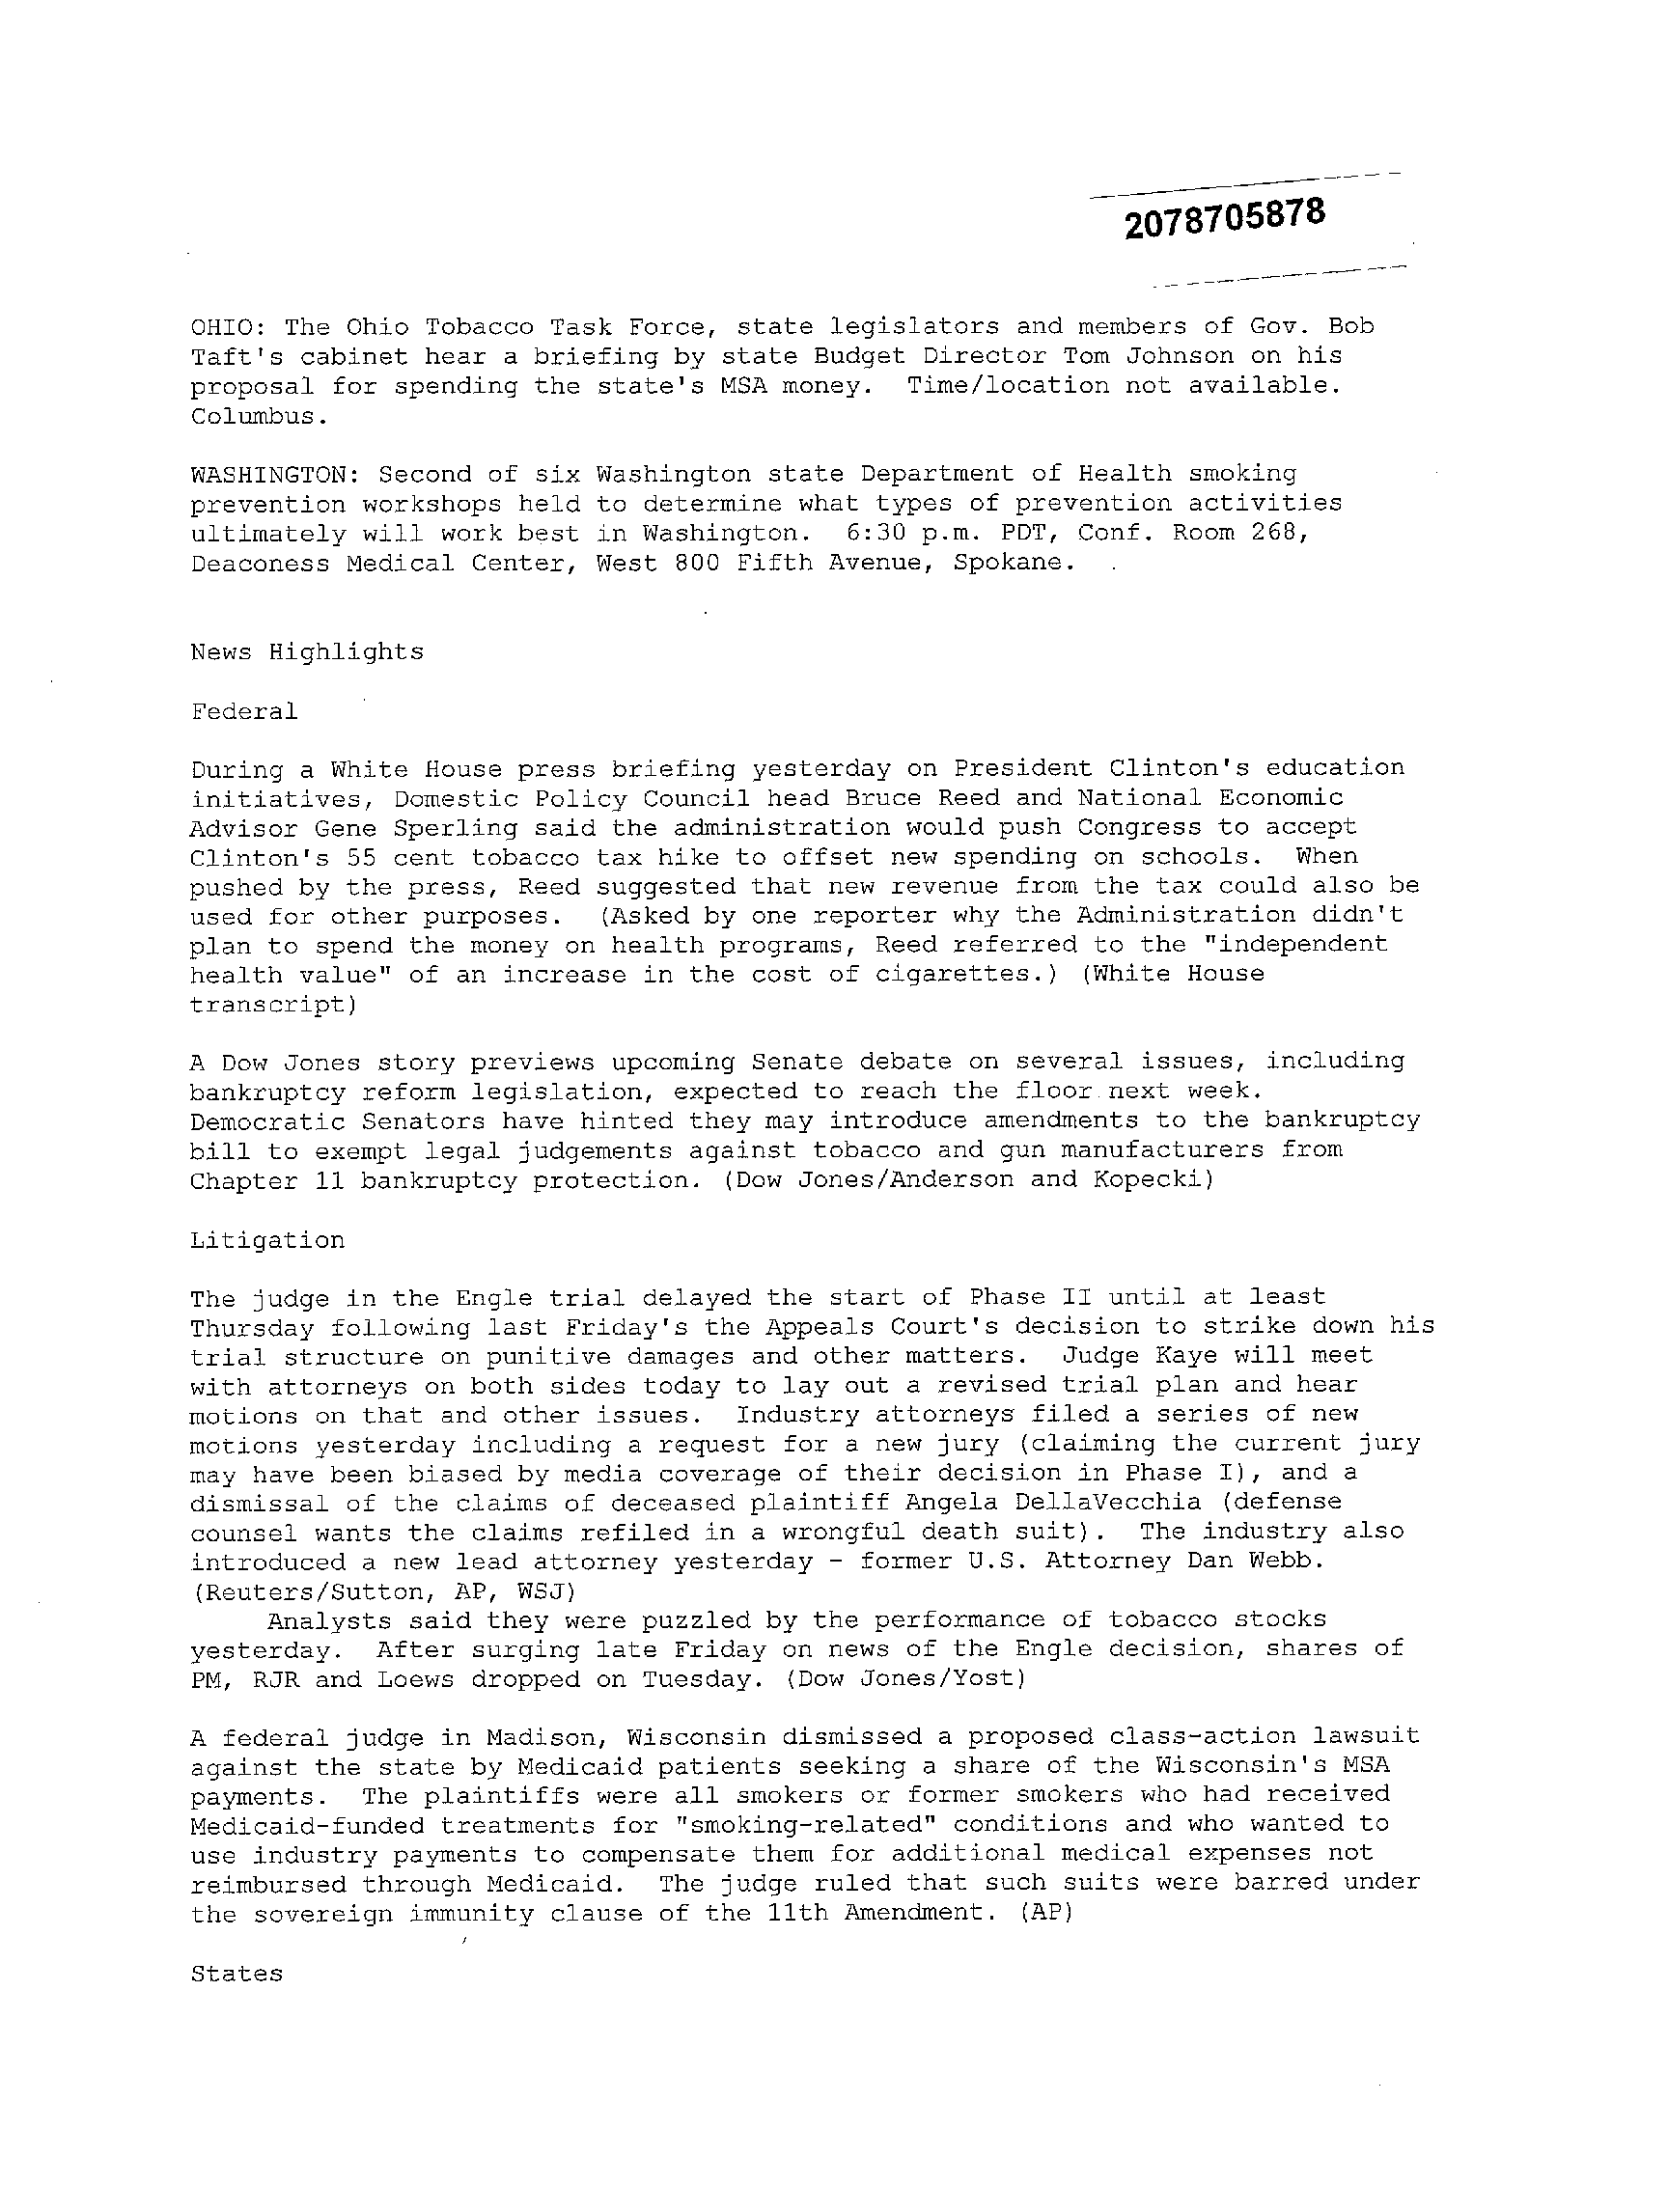 2078705878
OHIO: The Ohio Tobacco Task Force, state legislators and members of Gov. Bob
Taft's cabinet hear a briefing by state Budget Director Tom Johnson on his
proposal for spending the state's MSA money.  Time/location not available.
Columbus.
WASHINGTON: Second of six Washington state Department of Health smoking
prevention workshops held to determine what types of prevention activities
ultimately will work best in Washington.  6:30 p.m. PDT, Conf. Room 268,
Deaconess Medical Center, West 800 Fifth Avenue, Spokane.
News Highlights
Federal
During a White House press briefing yesterday on President Clinton's education
initiatives, Domestic Policy Council head Bruce Reed and National Economic
Advisor Gene Sperling said the administration would push Congress to accept
Clinton's 55 cent tobacco tax hike to offset new spending on schools.  When
pushed by the press, Reed suggested that new revenue from the tax could also be
used for other purposes.  (Asked by one reporter why the Administration didn't
plan to spend the money on health programs, Reed referred to the "independent
health value" of an increase in the cost of cigarettes.) (White House
transcript)
A Dow Jones story previews upcoming Senate debate on several issues, including
bankruptcy reform legislation, expected to reach the floor next week.
Democratic Senators have hinted they may introduce amendments to the bankruptcy
bill to exempt legal judgements against tobacco and gun manufacturers from
Chapter 11 bankruptcy protection. (Dow Jones/Anderson and Kopecki)
Litigation
The judge in the Engle trial delayed the start of Phase II until at least
Thursday following last Friday's the Appeals Court's decision to strike down his
trial structure on punitive damages and other matters.  Judge Kaye will meet
with attorneys on both sides today to lay out a revised trial plan and hear
motions on that and other issues.  Industry attorneys filed a series of new
motions yesterday including a request for a new jury (claiming the current jury
may have been biased by media coverage of their decision in Phase I), and a
dismissal of the claims of deceased plaintiff Angela DellaVecchia (defense
counsel wants the claims refiled in a wrongful death suit).  The industry also
introduced a new lead attorney yesterday - former U.S. Attorney Dan Webb.
(Reuters/Sutton, AP, WSJ)
Analysts said they were puzzled by the performance of tobacco stocks
yesterday.  After surging late Friday on news of the Engle decision, shares of
PM, RJR and Loews dropped on Tuesday. (Dow Jones/Yost)
A federal judge in Madison, Wisconsin dismissed a proposed class-action lawsuit
against the state by Medicaid patients seeking a share of the Wisconsin's MSA
payments.  The plaintiffs were all smokers or former smokers who had received
Medicaid-funded treatments for "smoking-related" conditions and who wanted to
use industry payments to compensate them for additional medical expenses not
reimbursed through Medicaid.  The judge ruled that such suits were barred under
the sovereign immunity clause of the 11th Amendment. (AP)
States